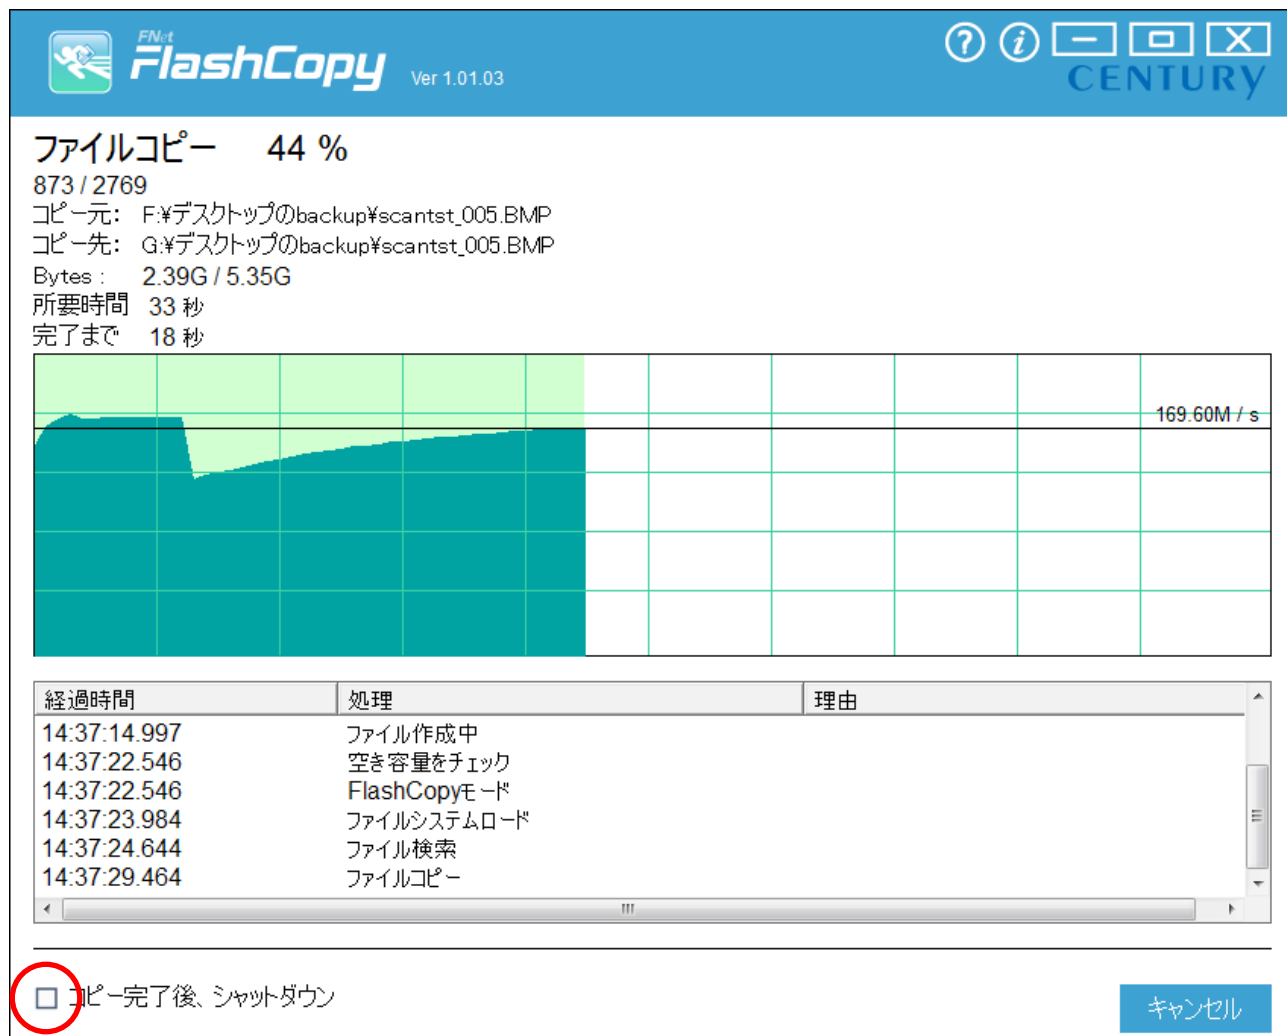 FNet
FlashCopy Ver 1.01.03
CENTURY
ファイルコピー 44 %
873 / 2769
コピー元: F:¥デスクトップのbackup¥scantst_005.BMP
コピー先: G:¥デスクトップのbackup¥scantst_005.BMP
Bytes : 2.39G / 5.35G
所要時間 33 秒
完了まで 18 秒
169.60M / s
経過時間 処理 理由
14:37:14.997 ファイル作成中
14:37:22.546 空き容量をチェック
14:37:22.546 FlashCopyモード
14:37:23.984 ファイルシステムロード
14:37:24.644 ファイル検索
14:37:29.464 ファイルコピー
コピー完了後、シャットダウン
キャンセル